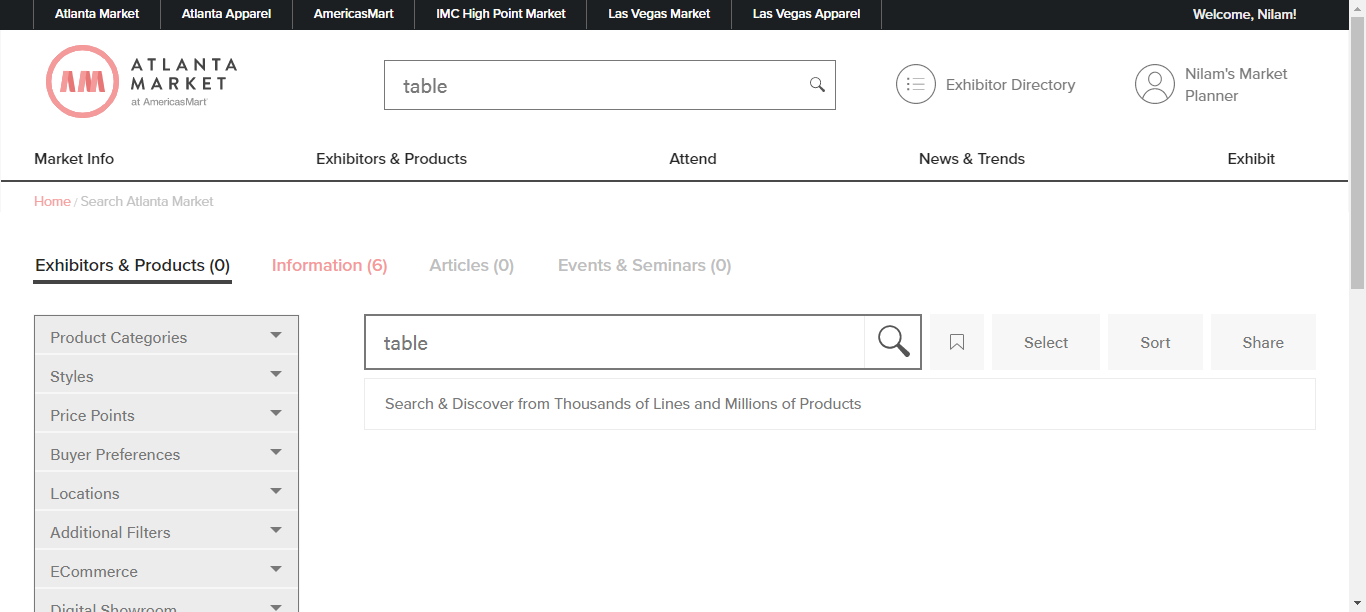 Atlanta Market Atlanta Apparel AmericasMart IMC High Point Market Las Vegas Market Las Vegas Apparel Welcome, Nilam!
ATLANTA
MARKET
at AmericasMart
table
Exhibitor Directory
Nilam's Market
Planner
Market Info Exhibitors & Products Attend News & Trends Exhibit
Home / Search Atlanta Market
Exhibitors & Products (0) Information (6) Articles (0) Events & Seminars (0)
Product Categories
Styles
Price Points
Buyer Preferences
Locations
Additional Filters
ECommerce
Digital Showroom
table
Select Sort Share
Search & Discover from Thousands of Lines and Millions of Products